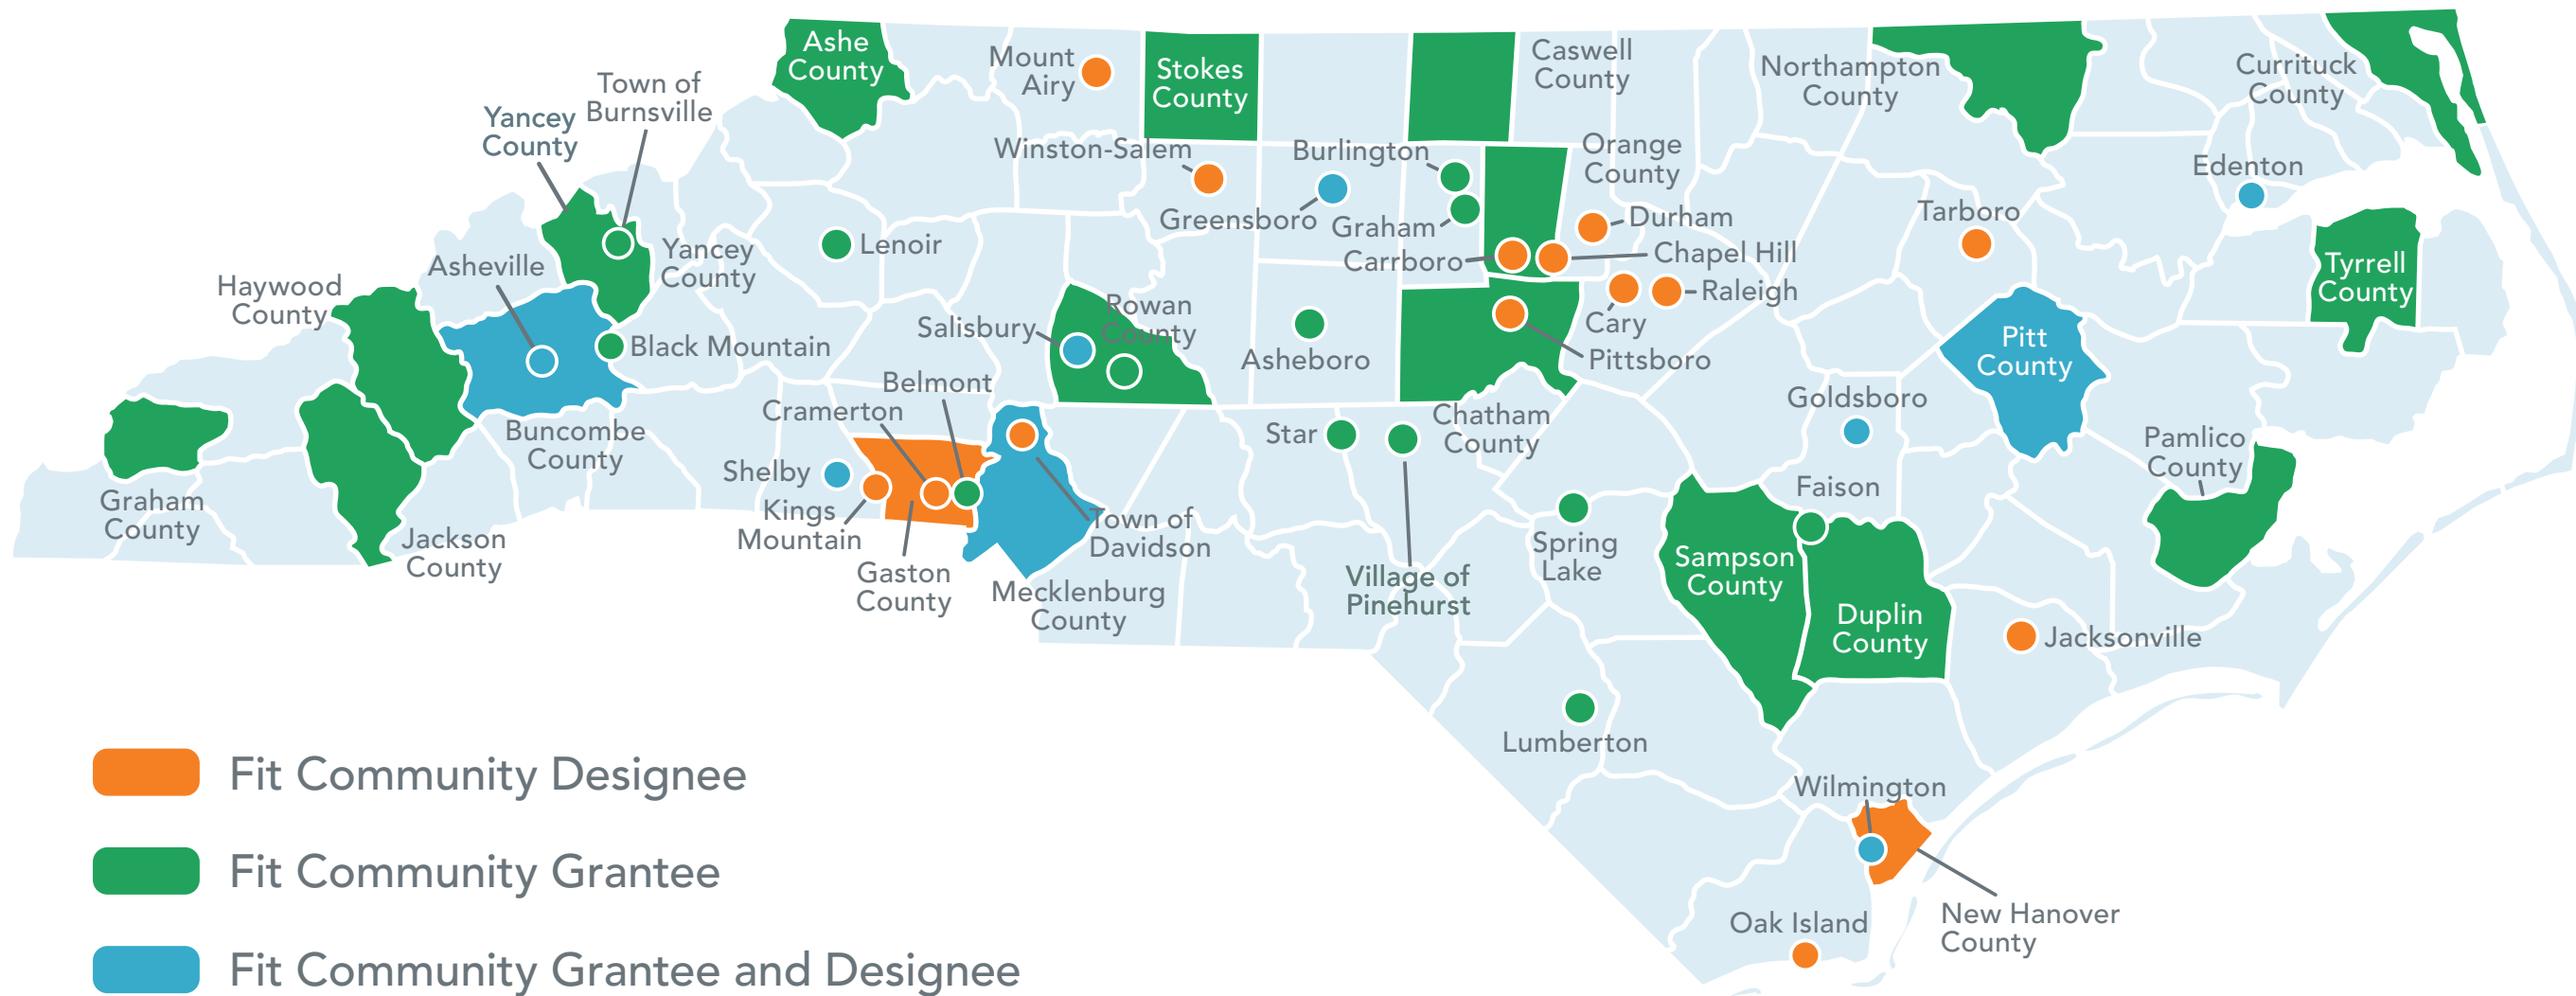 Ashe
County
Mount
Airy
Stokes
County
Caswell
County
Northampton
County
Currituck
County
Town of
Burnsville
Yancey
County
Winston-Salem
Burlington
Orange
County
Edenton
Greensboro
Graham
Durham
Tarboro
Carrboro
Chapel Hill
Yancey
County
Lenoir
Asheville
Haywood
County
Raleigh
Tyrrell
County
Rowan
County
Salisbury
Cary
Black Mountain
Asheboro
Pittsboro
Pitt
County
Belmont
Cramerton
Goldsboro
Buncombe
County
Star
Chatham
County
Pamlico
County
Shelby
Faison
Graham
County
Kings
Mountain
Jackson
County
Town of
Davidson
Spring
Lake
Sampson
County
Gaston
County
Mecklenburg
County
Village of
Pinehurst
Duplin
County
Jacksonville
Lumberton
Wilmington
Oak Island
New Hanover
County
Fit Community Designee
Fit Community Grantee
Fit Community Grantee and Designee